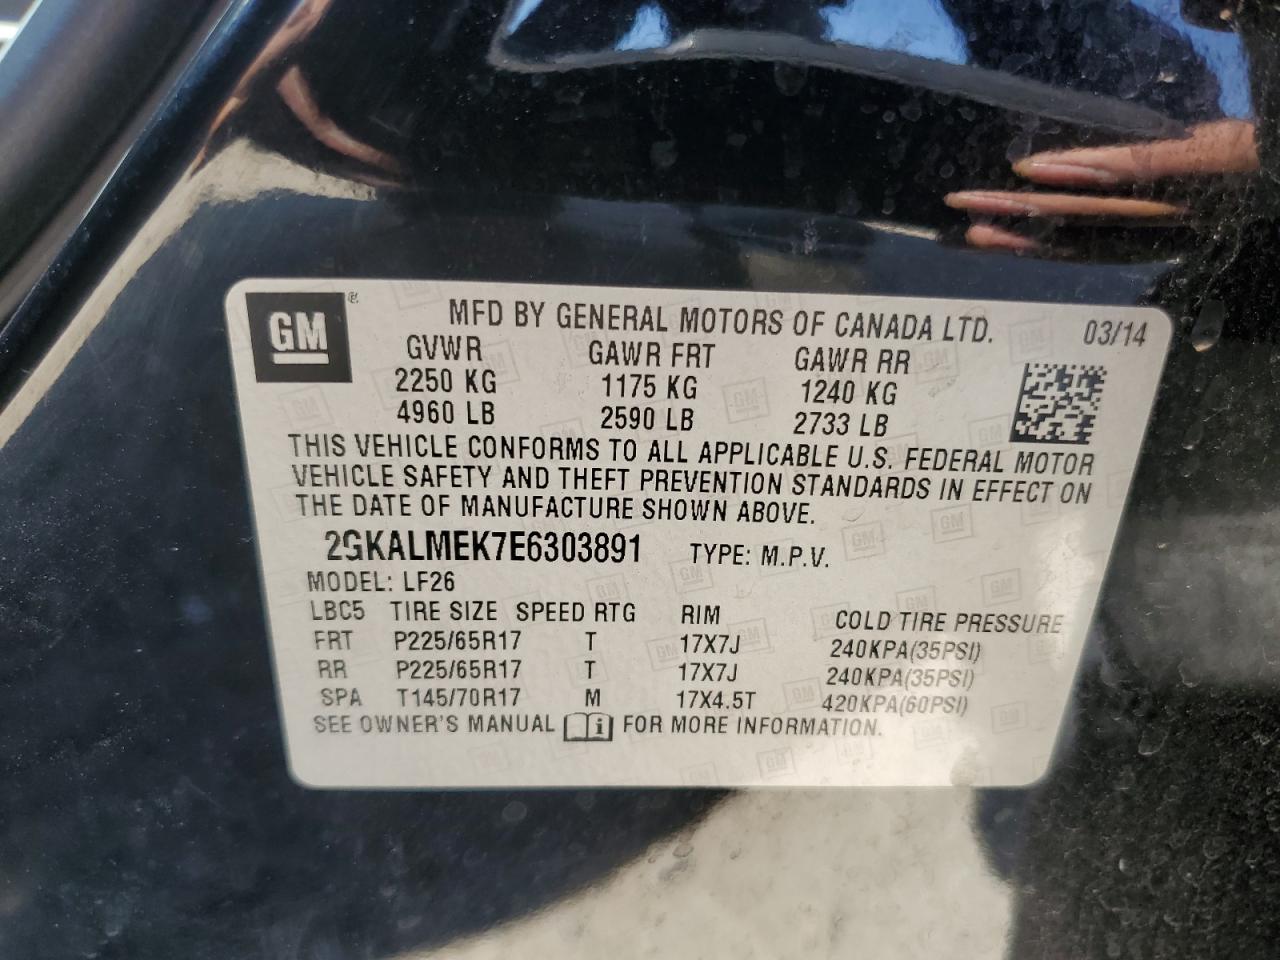 GM ®
MFD BY GENERAL MOTORS OF CANADA LTD. 03/14
GVWR GAWR FRT GAWR RR
2250 KG 1175 KG 1240 KG
4960 LB 2590 LB 2733 LB
THIS VEHICLE CONFORMS TO ALL APPLICABLE U.S. FEDERAL MOTOR
VEHICLE SAFETY AND THEFT PREVENTION STANDARDS IN EFFECT ON
THE DATE OF MANUFACTURE SHOWN ABOVE.
2GKALMEK7E6303891 TYPE: M.P.V.
MODEL: LF26
LBC5 TIRE SIZE SPEED RTG RIM COLD TIRE PRESSURE
FRT P225/65R17 T 17X7J 240KPA(35PSI)
RR P225/65R17 T 17X7J 240KPA(35PSI)
SPA T145/70R17 M 17X4.5T 420KPA(60PSI)
SEE OWNER'S MANUAL i FOR MORE INFORMATION.